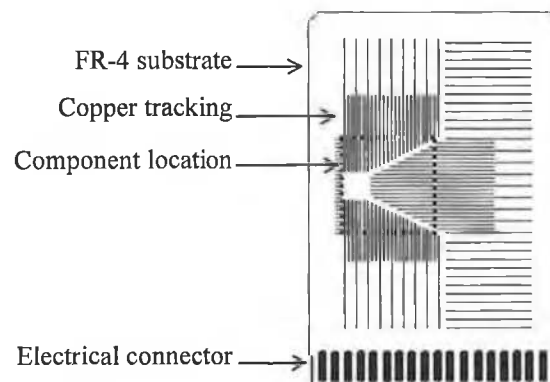 FR-4 substrate
Copper tracking
Component location
Electrical connector